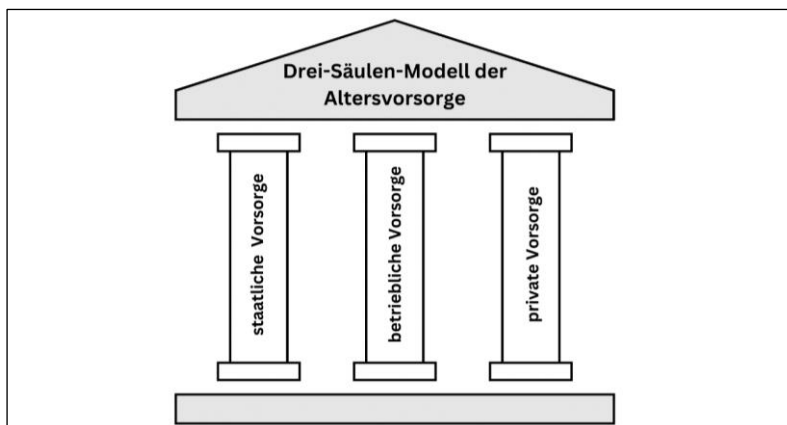 Drei-Säulen-Modell der
Altersvorsorge
staatliche Vorsorge
betriebliche Vorsorge
private Vorsorge